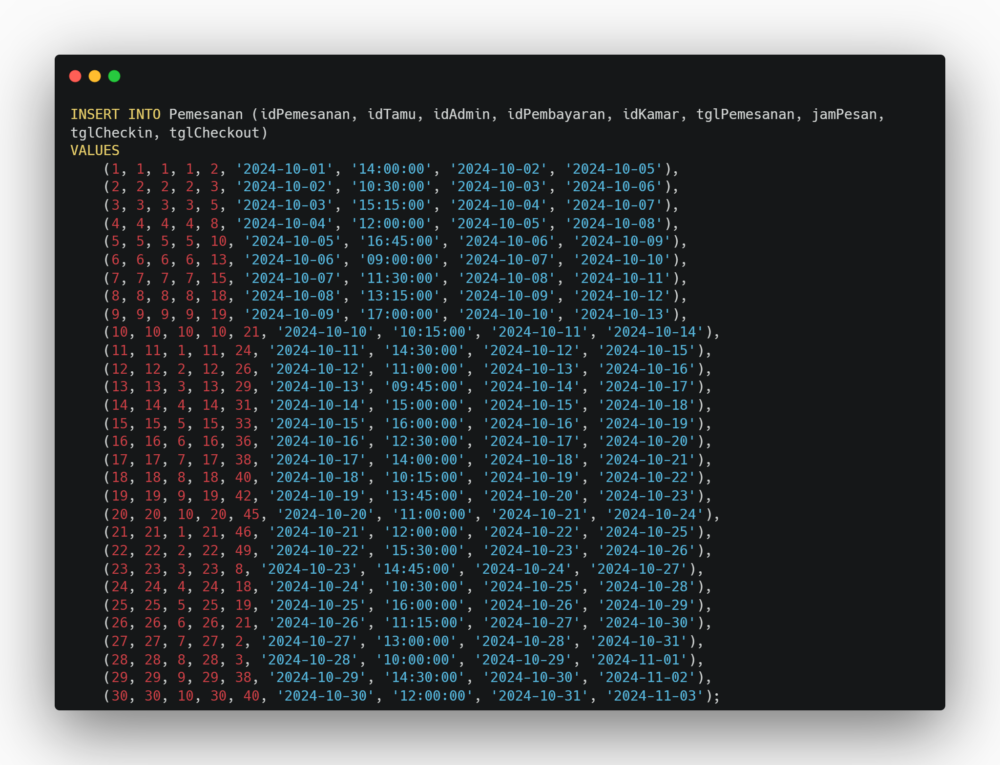 INSERT INTO Pemesanan (idPemesanan, idTamu, idAdmin, idPembayaran, idKamar, tglPemesanan, jamPesan,
tglCheckin, tglCheckout)
VALUES
    (1, 1, 1, 1, 2, '2024-10-01', '14:00:00', '2024-10-02', '2024-10-05'),
    (2, 2, 2, 2, 3, '2024-10-02', '10:30:00', '2024-10-03', '2024-10-06'),
    (3, 3, 3, 3, 5, '2024-10-03', '15:15:00', '2024-10-04', '2024-10-07'),
    (4, 4, 4, 4, 8, '2024-10-04', '12:00:00', '2024-10-05', '2024-10-08'),
    (5, 5, 5, 5, 10, '2024-10-05', '16:45:00', '2024-10-06', '2024-10-09'),
    (6, 6, 6, 6, 13, '2024-10-06', '09:00:00', '2024-10-07', '2024-10-10'),
    (7, 7, 7, 7, 15, '2024-10-07', '11:30:00', '2024-10-08', '2024-10-11'),
    (8, 8, 8, 8, 18, '2024-10-08', '13:15:00', '2024-10-09', '2024-10-12'),
    (9, 9, 9, 9, 19, '2024-10-09', '17:00:00', '2024-10-10', '2024-10-13'),
    (10, 10, 10, 10, 21, '2024-10-10', '10:15:00', '2024-10-11', '2024-10-14'),
    (11, 11, 1, 11, 24, '2024-10-11', '14:30:00', '2024-10-12', '2024-10-15'),
    (12, 12, 2, 12, 26, '2024-10-12', '11:00:00', '2024-10-13', '2024-10-16'),
    (13, 13, 3, 13, 29, '2024-10-13', '09:45:00', '2024-10-14', '2024-10-17'),
    (14, 14, 4, 14, 31, '2024-10-14', '15:00:00', '2024-10-15', '2024-10-18'),
    (15, 15, 5, 15, 33, '2024-10-15', '16:00:00', '2024-10-16', '2024-10-19'),
    (16, 16, 6, 16, 36, '2024-10-16', '12:30:00', '2024-10-17', '2024-10-20'),
    (17, 17, 7, 17, 38, '2024-10-17', '14:00:00', '2024-10-18', '2024-10-21'),
    (18, 18, 8, 18, 40, '2024-10-18', '10:15:00', '2024-10-19', '2024-10-22'),
    (19, 19, 9, 19, 42, '2024-10-19', '13:45:00', '2024-10-20', '2024-10-23'),
    (20, 20, 10, 20, 45, '2024-10-20', '11:00:00', '2024-10-21', '2024-10-24'),
    (21, 21, 1, 21, 46, '2024-10-21', '12:00:00', '2024-10-22', '2024-10-25'),
    (22, 22, 2, 22, 49, '2024-10-22', '15:30:00', '2024-10-23', '2024-10-26'),
    (23, 23, 3, 23, 8, '2024-10-23', '14:45:00', '2024-10-24', '2024-10-27'),
    (24, 24, 4, 24, 18, '2024-10-24', '10:30:00', '2024-10-25', '2024-10-28'),
    (25, 25, 5, 25, 19, '2024-10-25', '16:00:00', '2024-10-26', '2024-10-29'),
    (26, 26, 6, 26, 21, '2024-10-26', '11:15:00', '2024-10-27', '2024-10-30'),
    (27, 27, 7, 27, 2, '2024-10-27', '13:00:00', '2024-10-28', '2024-10-31'),
    (28, 28, 8, 28, 3, '2024-10-28', '10:00:00', '2024-10-29', '2024-11-01'),
    (29, 29, 9, 29, 38, '2024-10-29', '14:30:00', '2024-10-30', '2024-11-02'),
    (30, 30, 10, 30, 40, '2024-10-30', '12:00:00', '2024-10-31', '2024-11-03');